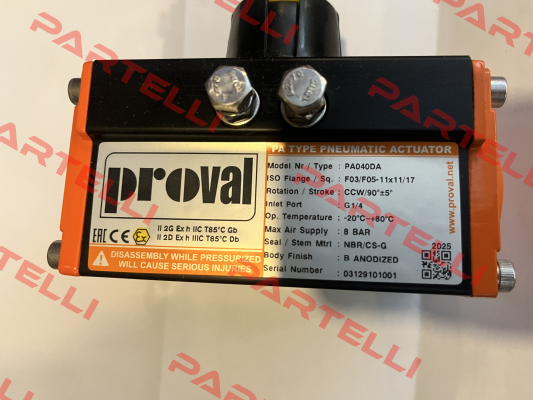 PARTELLI
PARTELLI
PARTELLI
proval
EAC CE Ex
II 2G Ex h IIC T85°C Gb
II 2D Ex h IIIC T85°C Db
DISASSEMBLY WHILE PRESSURIZED
WILL CAUSE SERIOUS INJURIES
PA TYPE PNEUMATIC ACTUATOR
Model Nr / Type : PA040DA
ISO Flange / Sq. : F03/F05-11x11/17
Rotation / Stroke : CCW/90°±5°
Inlet Port : G1/4
Op. Temperature : -20°C~+80°C
Max Air Supply : 8 BAR
Seal / Stem Mtrl : NBR/CS-G
Body Finish : B ANODIZED
Serial Number : 03129101001
2025
www.proval.net
PARTELLI
PARTELLI